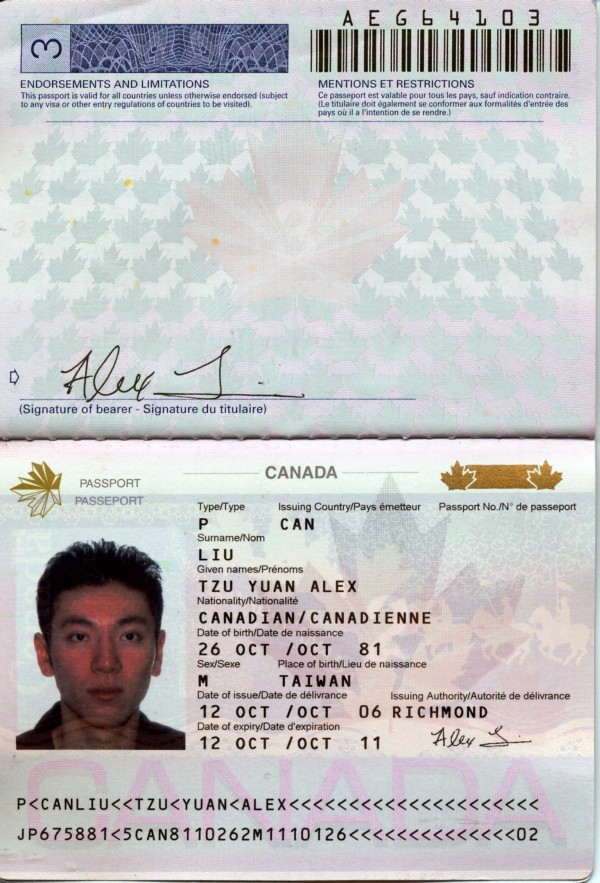 3
AEG64103
ENDORSEMENTS AND LIMITATIONS
This passport is valid for all countries unless otherwise endorsed (subject
to any visa or other entry regulations of countries to be visited).
MENTIONS ET RESTRICTIONS
Ce passeport est valable pour tous les pays, sauf indication contraire.
(Le titulaire doit également se conformer aux formalités d'entrée des
pays où il a l'intention de se rendre.)
3
Alex L
(Signature of bearer - Signature du titulaire)
PASSPORT
PASSEPORT
CANADA
Type/Type Issuing Country/Pays émetteur Passport No./N° de passeport
P CAN
Surname/Nom
LIU
Given names/Prénoms
TZU YUAN ALEX
Nationality/Nationalité
CANADIAN/CANADIENNE
Date of birth/Date de naissance
26 OCT /OCT 81
Sex/Sexe Place of birth/Lieu de naissance
M TAIWAN
Date of issue/Date de délivrance Issuing Authority/Autorité de délivrance
12 OCT /OCT 06 RICHMOND
Date of expiry/Date d'expiration
12 OCT /OCT 11 Alex L
CANADA
P<CANLIU<<TZU<YUAN<ALEX<<<<<<<<<<<<<<<<<<<<<
JP675881<5CAN8110262M1110126<<<<<<<<<<<<<<02